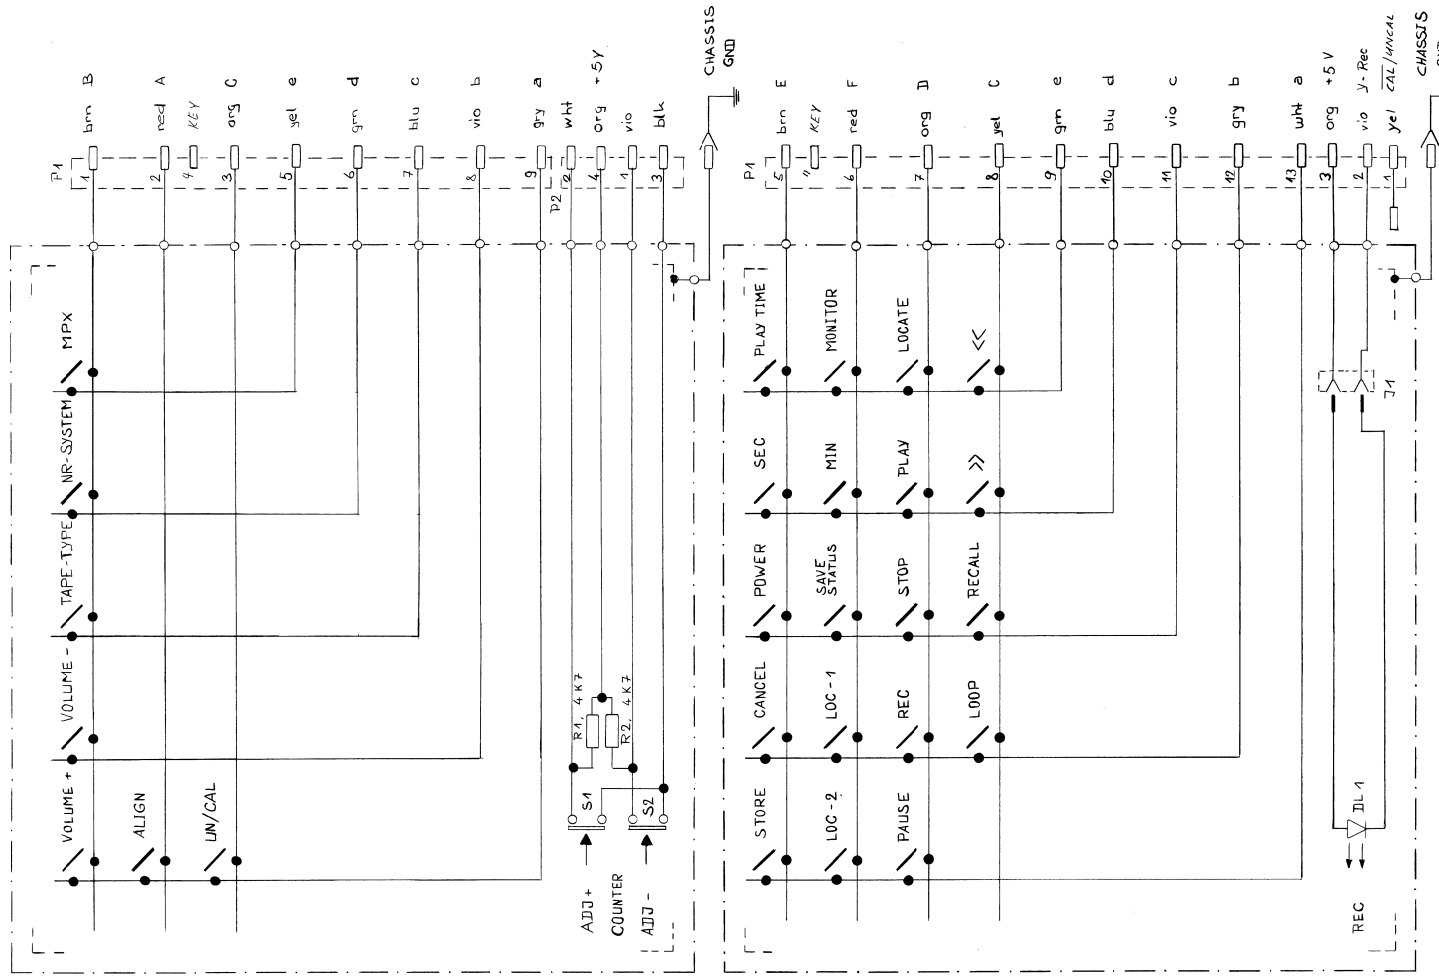 brn B
red A
KEY
org C
yel e
grn d
blu c
vio b
gry a
wht
org +5V
vio
blk
CHASSIS
GND
P1
1
2
4
3
5
6
7
8
9
P2
2
4
1
3
MPX
NR-SYSTEM
TAPE-TYPE
VOLUME -
VOLUME +
ALIGN
UN/CAL
R1, 4K7
R2, 4K7
S1
S2
ADJ+
COUNTER
ADJ-
brn E
KEY
red F
org D
yel C
grn e
blu d
vio c
gry b
wht a
org +5V
vio Y-Rec
yel CAL/UNCAL
CHASSIS
P1
5
6
7
8
9
10
11
12
13
3
2
1
PLAY TIME
MONITOR
LOCATE
<<
SEC
MIN
PLAY
>>
POWER
SAVE
STATUS
STOP
RECALL
CANCEL
LOC-1
REC
LOOP
STORE
LOC-2
PAUSE
J1
DL1
REC